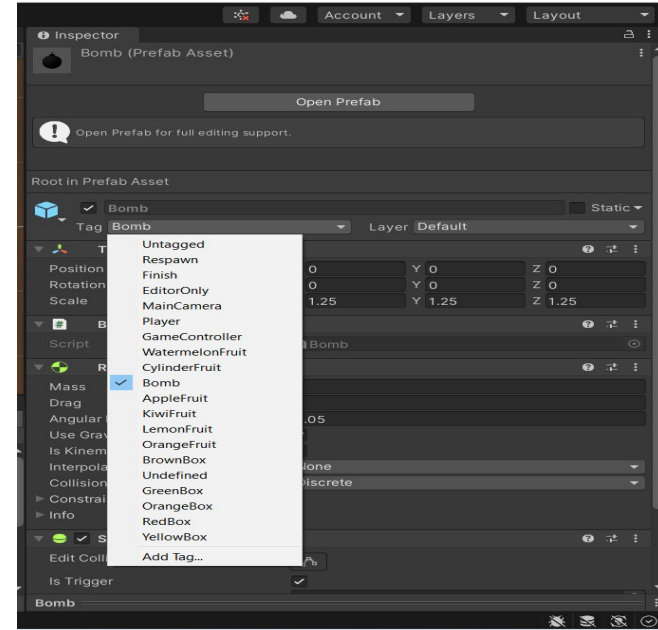 Account Layers Layout
Inspector
Bomb (Prefab Asset)
Open Prefab
Open Prefab for full editing support.
Root in Prefab Asset
Bomb Static
Tag Bomb Layer Default
Untagged
Respawn
Finish
EditorOnly
MainCamera
Player
GameController
WatermelonFruit
CylinderFruit
Bomb
AppleFruit
KiwiFruit
LemonFruit
OrangeFruit
BrownBox
Undefined
GreenBox
OrangeBox
RedBox
YellowBox
Add Tag...
T
Position 0 Y 0 Z 0
Rotation 0 Y 0 Z 0
Scale 1.25 Y 1.25 Z 1.25
# B
Script Bomb
R
Mass
Drag
Angular .05
Use Grav
Is Kinem
Interpola None
Collision Discrete
Constrai
Info
S
Edit Colli
Is Trigger
Bomb